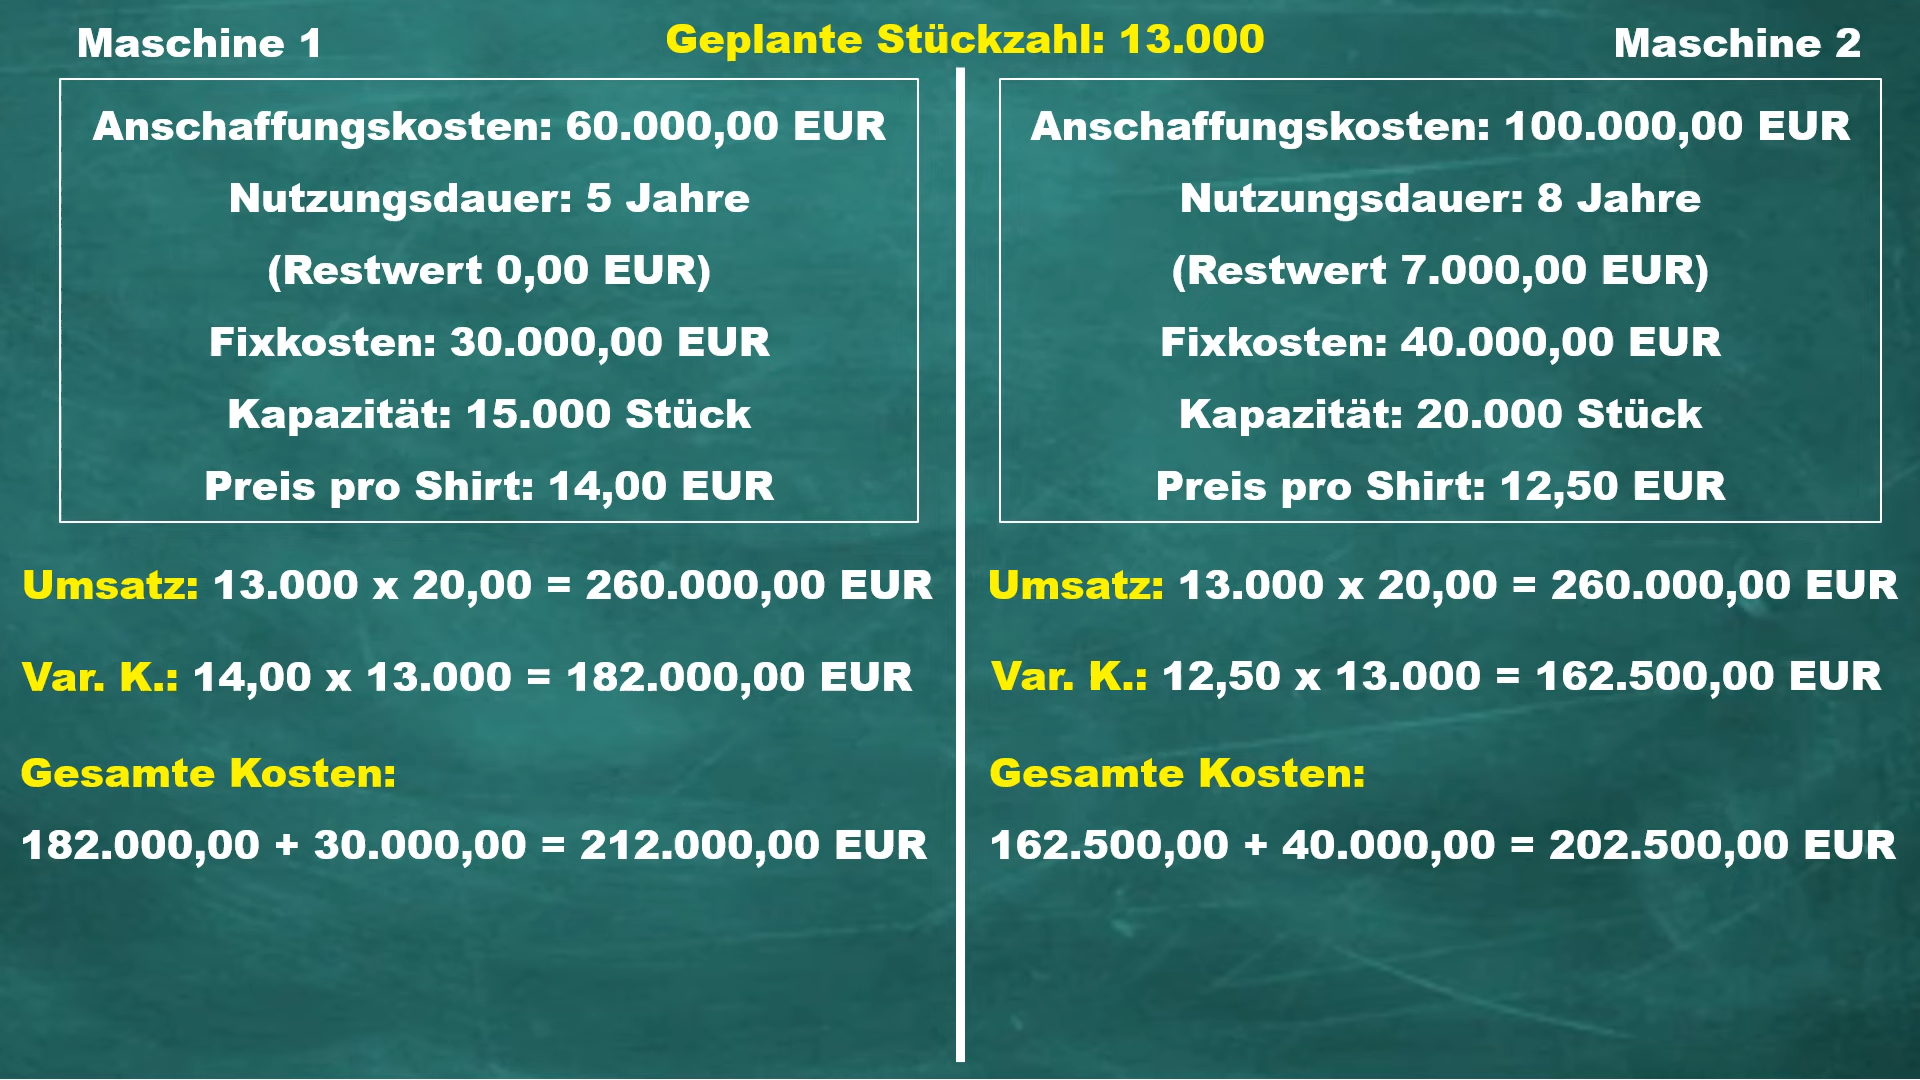 Geplante Stückzahl: 13.000
Maschine 1
Anschaffungskosten: 60.000,00 EUR
Nutzungsdauer: 5 Jahre
(Restwert 0,00 EUR)
Fixkosten: 30.000,00 EUR
Kapazität: 15.000 Stück
Preis pro Shirt: 14,00 EUR
Umsatz: 13.000 x 20,00 = 260.000,00 EUR
Var. K.: 14,00 x 13.000 = 182.000,00 EUR
Gesamte Kosten:
182.000,00 + 30.000,00 = 212.000,00 EUR
Maschine 2
Anschaffungskosten: 100.000,00 EUR
Nutzungsdauer: 8 Jahre
(Restwert 7.000,00 EUR)
Fixkosten: 40.000,00 EUR
Kapazität: 20.000 Stück
Preis pro Shirt: 12,50 EUR
Umsatz: 13.000 x 20,00 = 260.000,00 EUR
Var. K.: 12,50 x 13.000 = 162.500,00 EUR
Gesamte Kosten:
162.500,00 + 40.000,00 = 202.500,00 EUR